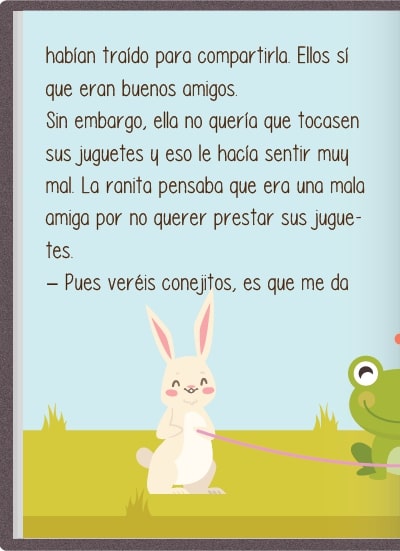 habían traído para compartirla. Ellos sí
que eran buenos amigos.
Sin embargo, ella no quería que tocasen
sus juguetes y eso le hacía sentir muy
mal. La ranita pensaba que era una mala
amiga por no querer prestar sus jugue-
tes.
– Pues veréis conejitos, es que me da